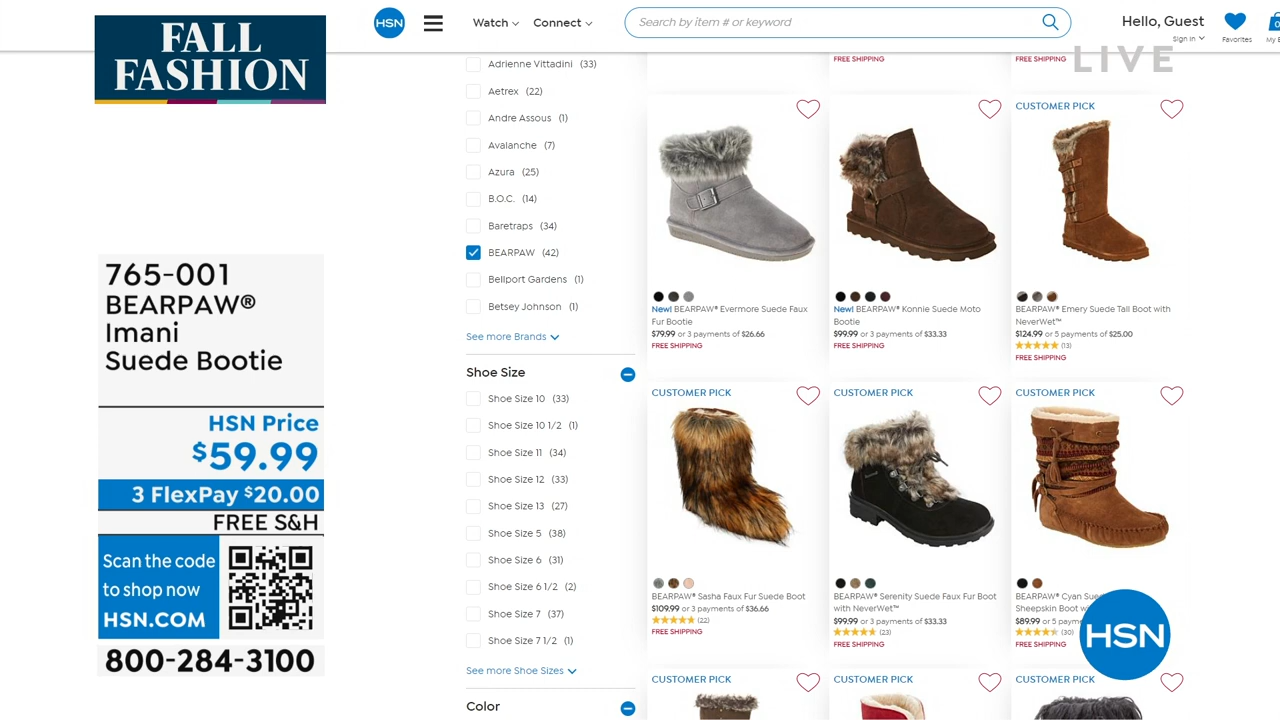 FALL
FASHION
HSN
Watch
Connect
Search by item # or keyword
Hello, Guest
Sign In
Favorites
0
LIVE
Adrienne Vittadini (33)
Aetrex (22)
Andre Assous (1)
Avalanche (7)
Azura (25)
B.O.C. (14)
Baretraps (34)
BEARPAW (42)
Bellport Gardens (1)
Betsey Johnson (1)
See more Brands
Shoe Size
Shoe Size 10 (33)
Shoe Size 10 1/2 (1)
Shoe Size 11 (34)
Shoe Size 12 (33)
Shoe Size 13 (27)
Shoe Size 5 (38)
Shoe Size 6 (31)
Shoe Size 6 1/2 (2)
Shoe Size 7 (37)
Shoe Size 7 1/2 (1)
See more Shoe Sizes
Color
FREE SHIPPING
FREE SHIPPING
New! BEARPAW® Evermore Suede Faux
Fur Bootie
$79.99 or 3 payments of $26.66
FREE SHIPPING
New! BEARPAW® Konnie Suede Moto
Bootie
$99.99 or 3 payments of $33.33
FREE SHIPPING
CUSTOMER PICK
BEARPAW® Emery Suede Tall Boot with
NeverWet™
$124.99 or 5 payments of $25.00
(13)
FREE SHIPPING
CUSTOMER PICK
BEARPAW® Sasha Faux Fur Suede Boot
$109.99 or 3 payments of $36.66
(22)
FREE SHIPPING
CUSTOMER PICK
BEARPAW® Serenity Suede Faux Fur Boot
with NeverWet™
$99.99 or 3 payments of $33.33
(23)
FREE SHIPPING
CUSTOMER PICK
BEARPAW® Cyan
Sheepskin Boot
$89.99 or 5
(30)
FREE SHIPPING
CUSTOMER PICK
CUSTOMER PICK
CUSTOMER PICK
HSN
765-001
BEARPAW®
Imani
Suede Bootie
HSN Price
$59.99
3 FlexPay $20.00
FREE S&H
Scan the code
to shop now
HSN.COM
800-284-3100